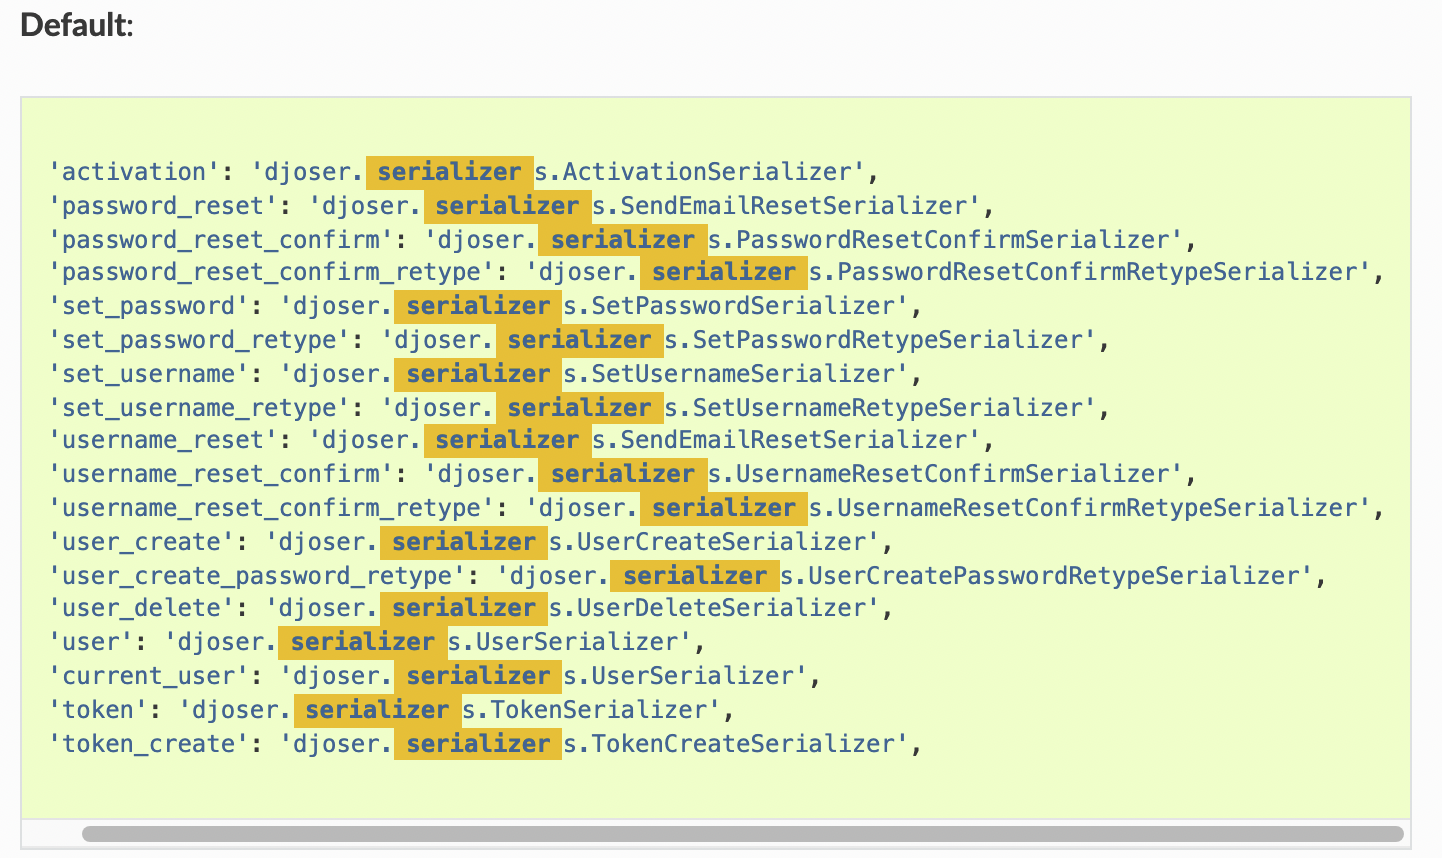 Default:
'activation': 'djoser.serializers.ActivationSerializer',
'password_reset': 'djoser.serializers.SendEmailResetSerializer',
'password_reset_confirm': 'djoser.serializers.PasswordResetConfirmSerializer',
'password_reset_confirm_retype': 'djoser.serializers.PasswordResetConfirmRetypeSerializer',
'set_password': 'djoser.serializers.SetPasswordSerializer',
'set_password_retype': 'djoser.serializers.SetPasswordRetypeSerializer',
'set_username': 'djoser.serializers.SetUsernameSerializer',
'set_username_retype': 'djoser.serializers.SetUsernameRetypeSerializer',
'username_reset': 'djoser.serializers.SendEmailResetSerializer',
'username_reset_confirm': 'djoser.serializers.UsernameResetConfirmSerializer',
'username_reset_confirm_retype': 'djoser.serializers.UsernameResetConfirmRetypeSerializer',
'user_create': 'djoser.serializers.UserCreateSerializer',
'user_create_password_retype': 'djoser.serializers.UserCreatePasswordRetypeSerializer',
'user_delete': 'djoser.serializers.UserDeleteSerializer',
'user': 'djoser.serializers.UserSerializer',
'current_user': 'djoser.serializers.UserSerializer',
'token': 'djoser.serializers.TokenSerializer',
'token_create': 'djoser.serializers.TokenCreateSerializer',